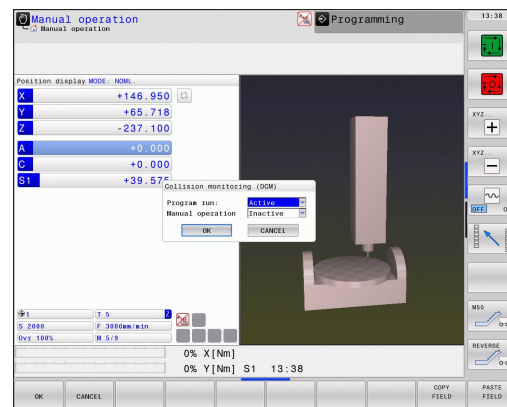 Manual operation
Manual operation
Programming
13:38
Position display MODE: NOML.
X +146.950
Y +65.718
Z -237.100
A +0.000
C +0.000
S1 +39.575
Collision monitoring (DCM)
Program run: Active
Manual operation Inactive
OK CANCEL
1 T 5 Z
S 2000 F 3000mm/min
Ovr 100% M 5/9
0% X[Nm]
0% Y[Nm] S1 13:38
XYZ...
XYZ...
OFF
M50
REVERSE
OK CANCEL COPY FIELD PASTE FIELD